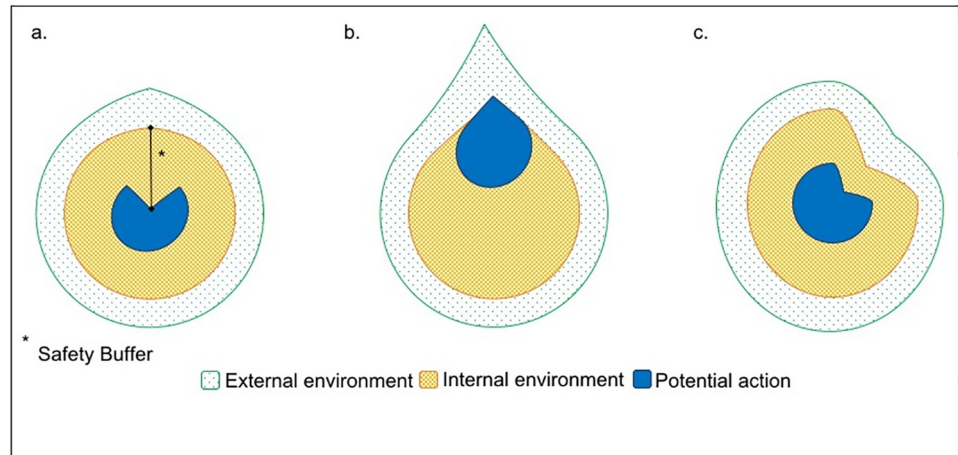 a.
b.
c.
*
* Safety Buffer
External environment Internal environment Potential action